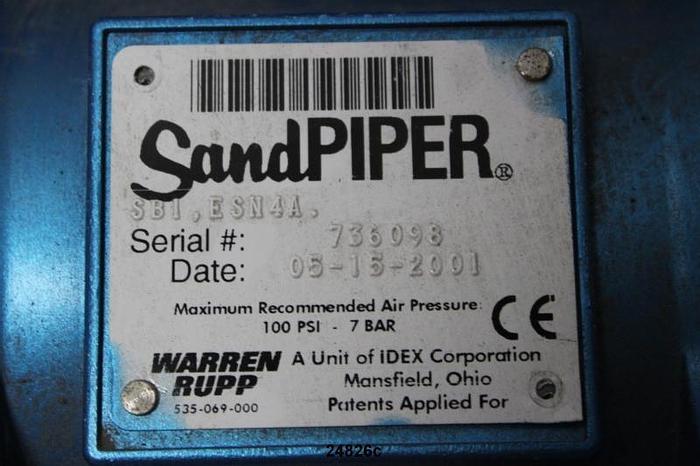 SandPIPER®
SB1, ESN4A.
Serial #: 736098
Date: 05-15-2001
Maximum Recommended Air Pressure:
100 PSI - 7 BAR
CE
WARREN RUPP
535-069-000
A Unit of IDEX Corporation
Mansfield, Ohio
Patents Applied For
24826c